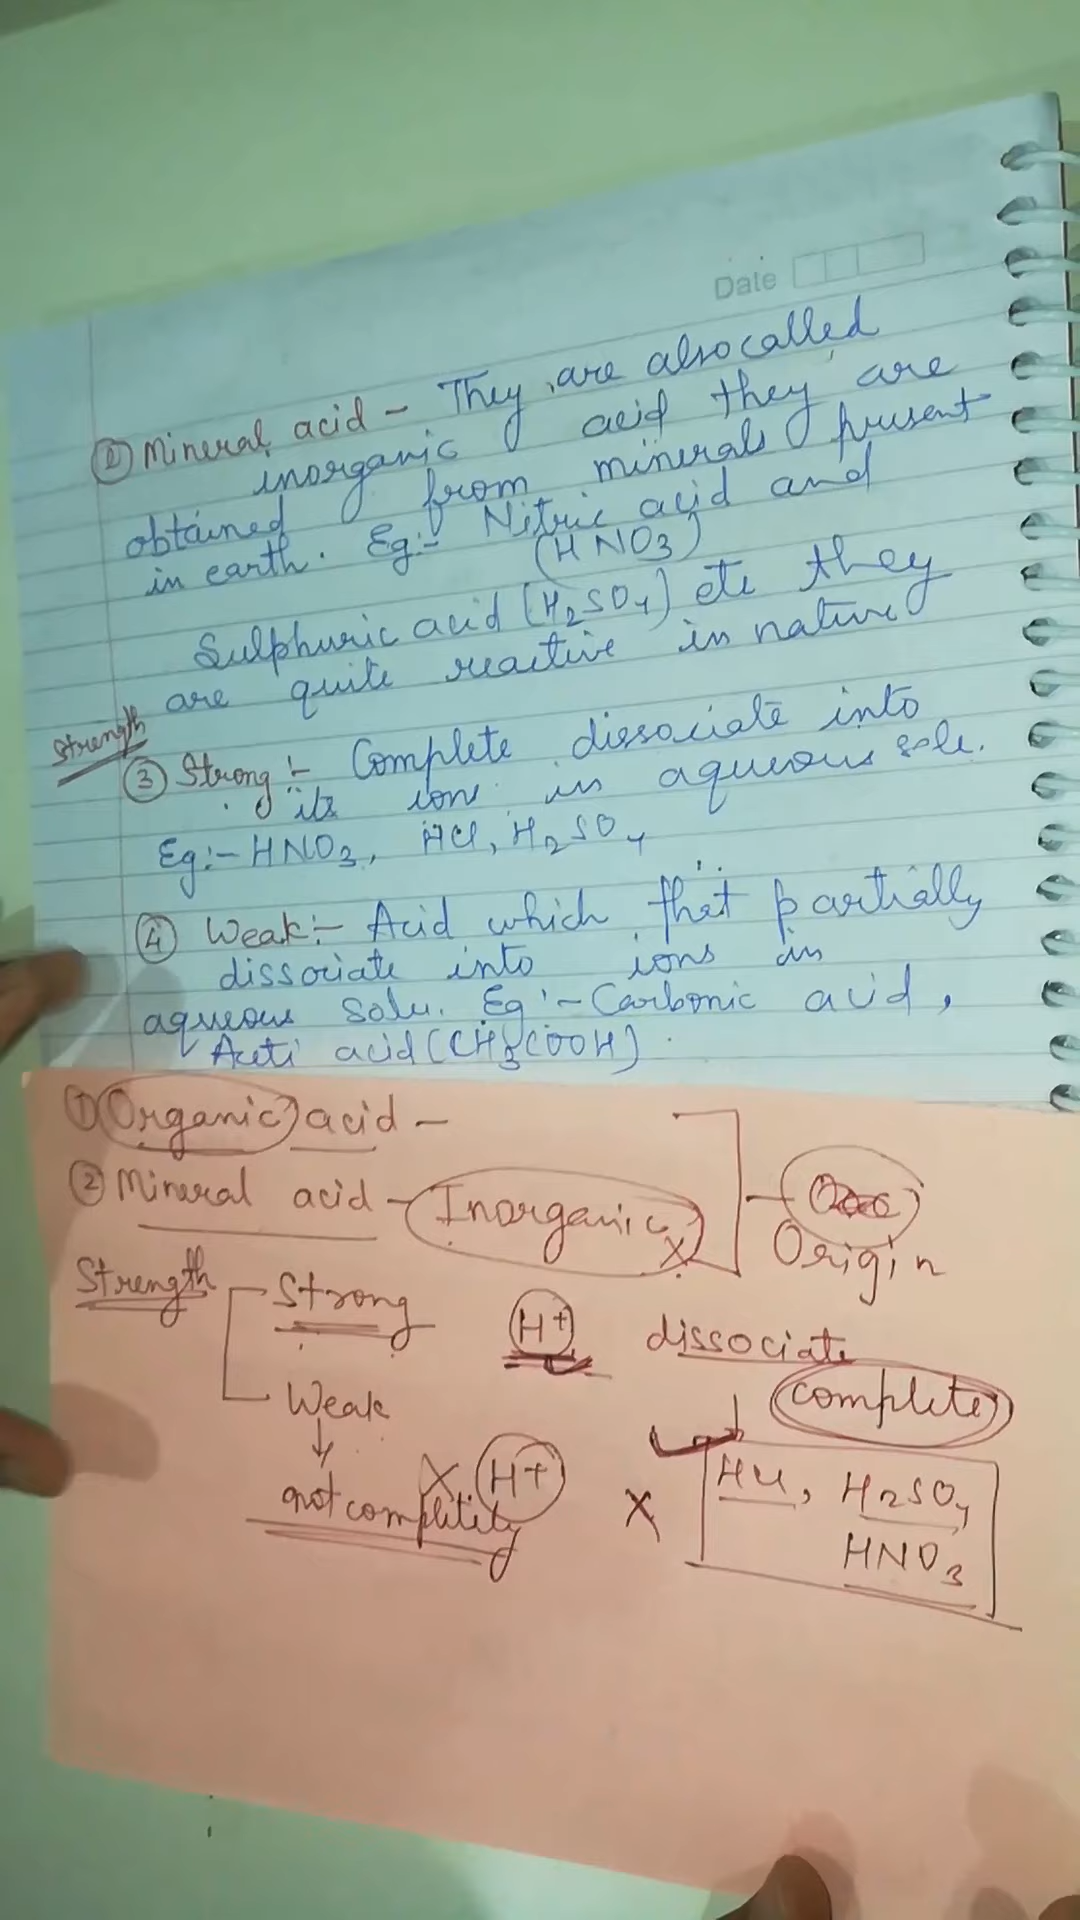 Date
② Mineral acid - They are also called
inorganic acid they are
obtained from minerals present
in earth. Eg:- Nitric acid and
(HNO3)
Sulphuric acid (H2SO4) etc they
are quite reactive in nature
Strength
③ Strong :- Complete dissociate into
its ions in aqueous sole.
Eg:- HNO3, HCl, H2SO4
④ Weak:- Acid which that partially
dissociate into ions in
aqueous solu. Eg:- Carbonic acid,
Aceti acid (CH3COOH)
① Organic acid -
② Mineral acid - Inorganic
Origin
Strength
Strong H+ dissociate
complete
Weak
not complitity X H+
X HCl, H2SO4
HNO3